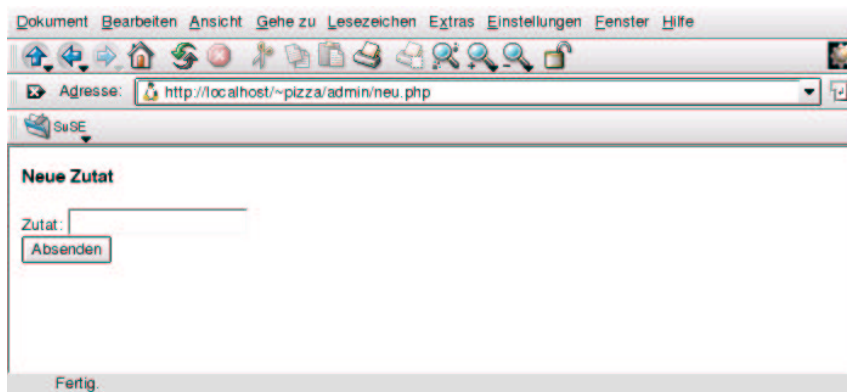 Dokument Bearbeiten Ansicht Gehe zu Lesezeichen Extras Einstellungen Fenster Hilfe
Adresse: http://localhost/~pizza/admin/neu.php
SuSE
Neue Zutat
Zutat:
Absenden
Fertig.